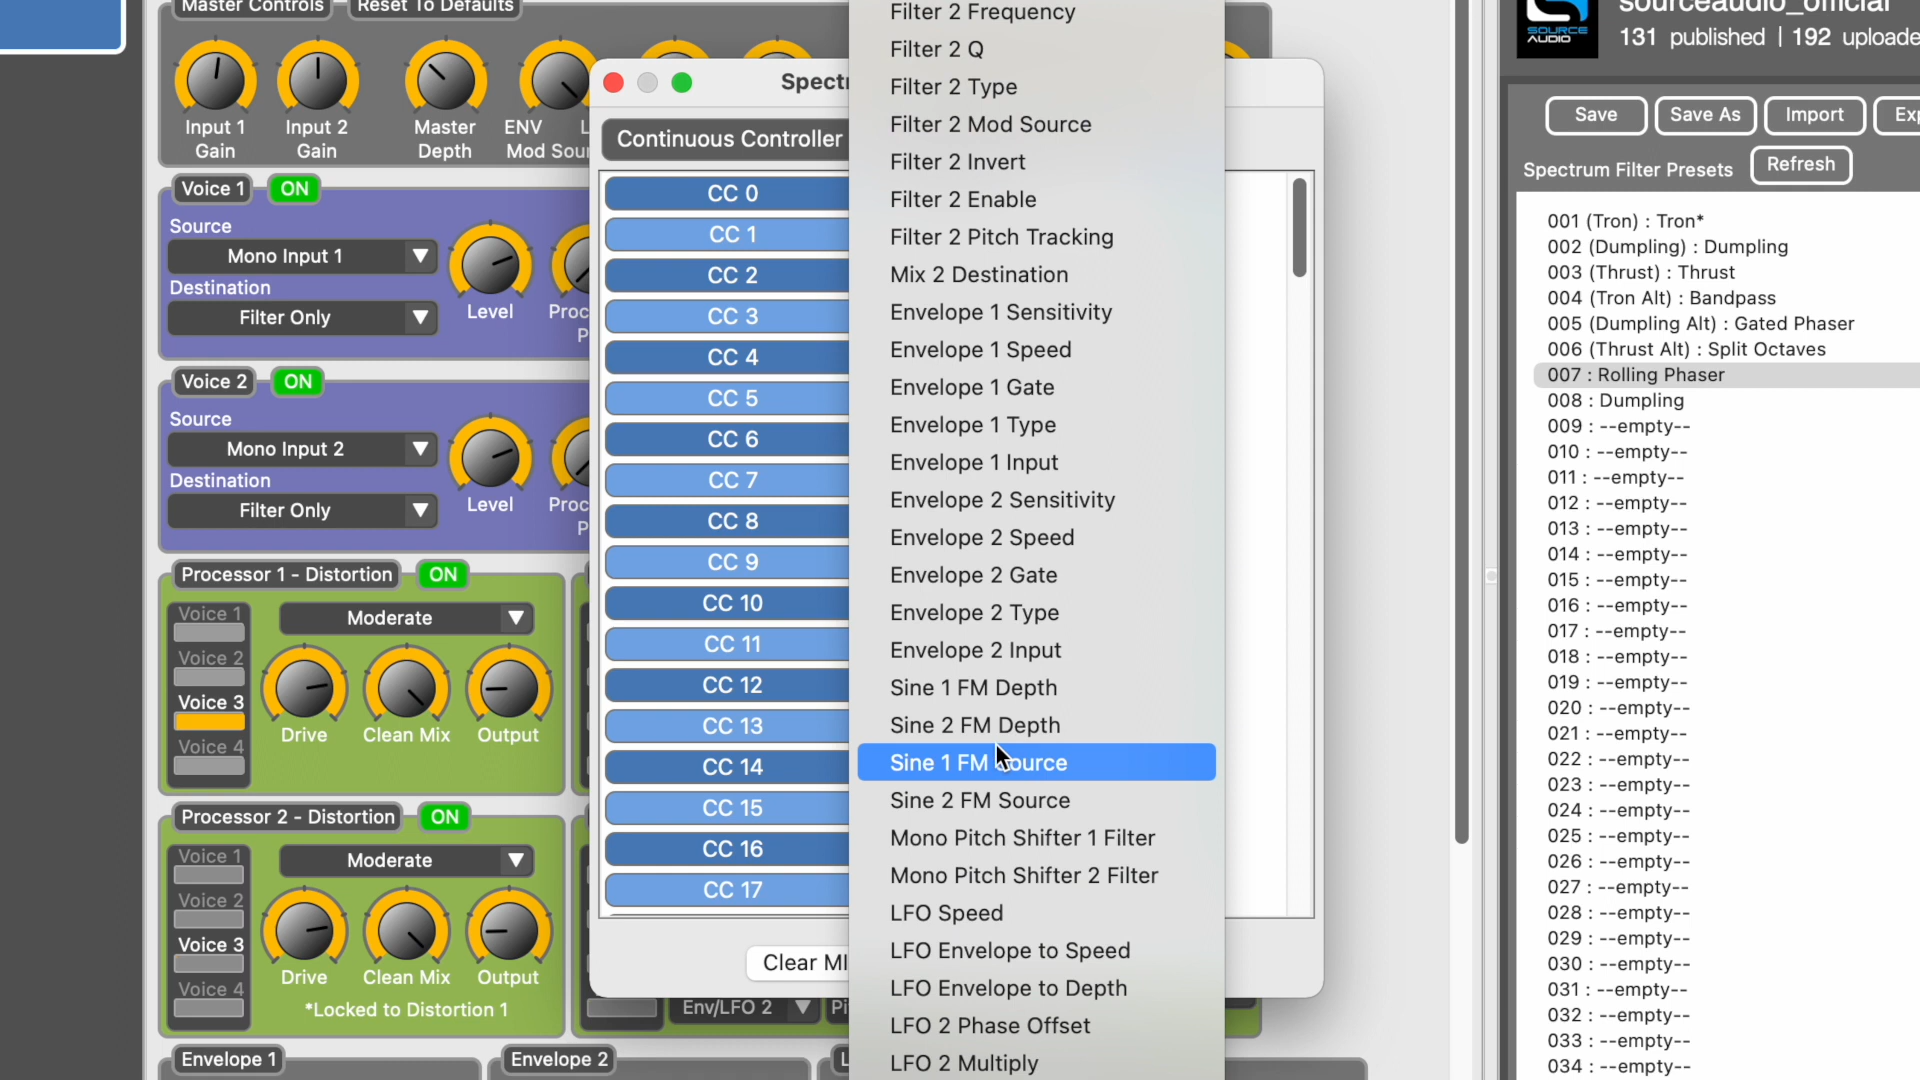 Master Controls
Reset To Defaults
Input 1
Gain
Input 2
Gain
Master
Depth
ENV
Mod Sour
Voice 1
ON
Source
Mono Input 1
Destination
Filter Only
Level
Proc
Voice 2
ON
Source
Mono Input 2
Destination
Filter Only
Level
Proc
Processor 1 - Distortion
ON
Voice 1
Voice 2
Voice 3
Voice 4
Moderate
Drive
Clean Mix
Output
Processor 2 - Distortion
ON
Voice 1
Voice 2
Voice 3
Voice 4
Moderate
Drive
Clean Mix
Output
*Locked to Distortion 1
Envelope 1
Envelope 2
Env/LFO 2
Spectr
Continuous Controller
CC 0
CC 1
CC 2
CC 3
CC 4
CC 5
CC 6
CC 7
CC 8
CC 9
CC 10
CC 11
CC 12
CC 13
CC 14
CC 15
CC 16
CC 17
Clear MI
Filter 2 Frequency
Filter 2 Q
Filter 2 Type
Filter 2 Mod Source
Filter 2 Invert
Filter 2 Enable
Filter 2 Pitch Tracking
Mix 2 Destination
Envelope 1 Sensitivity
Envelope 1 Speed
Envelope 1 Gate
Envelope 1 Type
Envelope 1 Input
Envelope 2 Sensitivity
Envelope 2 Speed
Envelope 2 Gate
Envelope 2 Type
Envelope 2 Input
Sine 1 FM Depth
Sine 2 FM Depth
Sine 1 FM Source
Sine 2 FM Source
Mono Pitch Shifter 1 Filter
Mono Pitch Shifter 2 Filter
LFO Speed
LFO Envelope to Speed
LFO Envelope to Depth
LFO 2 Phase Offset
LFO 2 Multiply
SOURCE
AUDIO
sourceaudio_official
131 published | 192 uploade
Save
Save As
Import
Exp
Spectrum Filter Presets
Refresh
001 (Tron) : Tron*
002 (Dumpling) : Dumpling
003 (Thrust) : Thrust
004 (Tron Alt) : Bandpass
005 (Dumpling Alt) : Gated Phaser
006 (Thrust Alt) : Split Octaves
007 : Rolling Phaser
008 : Dumpling
009 : --empty--
010 : --empty--
011 : --empty--
012 : --empty--
013 : --empty--
014 : --empty--
015 : --empty--
016 : --empty--
017 : --empty--
018 : --empty--
019 : --empty--
020 : --empty--
021 : --empty--
022 : --empty--
023 : --empty--
024 : --empty--
025 : --empty--
026 : --empty--
027 : --empty--
028 : --empty--
029 : --empty--
030 : --empty--
031 : --empty--
032 : --empty--
033 : --empty--
034 : --empty--